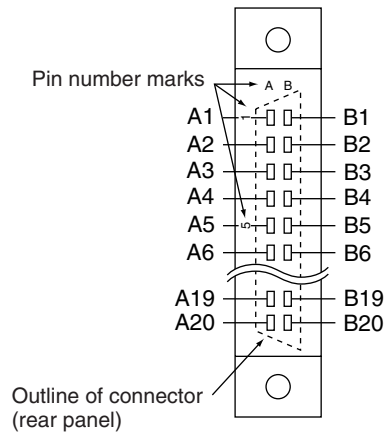 Pin number marks
A B
A1 1 B1
A2 B2
A3 B3
A4 B4
A5 5 B5
A6 B6
A19 B19
A20 B20
Outline of connector
(rear panel)